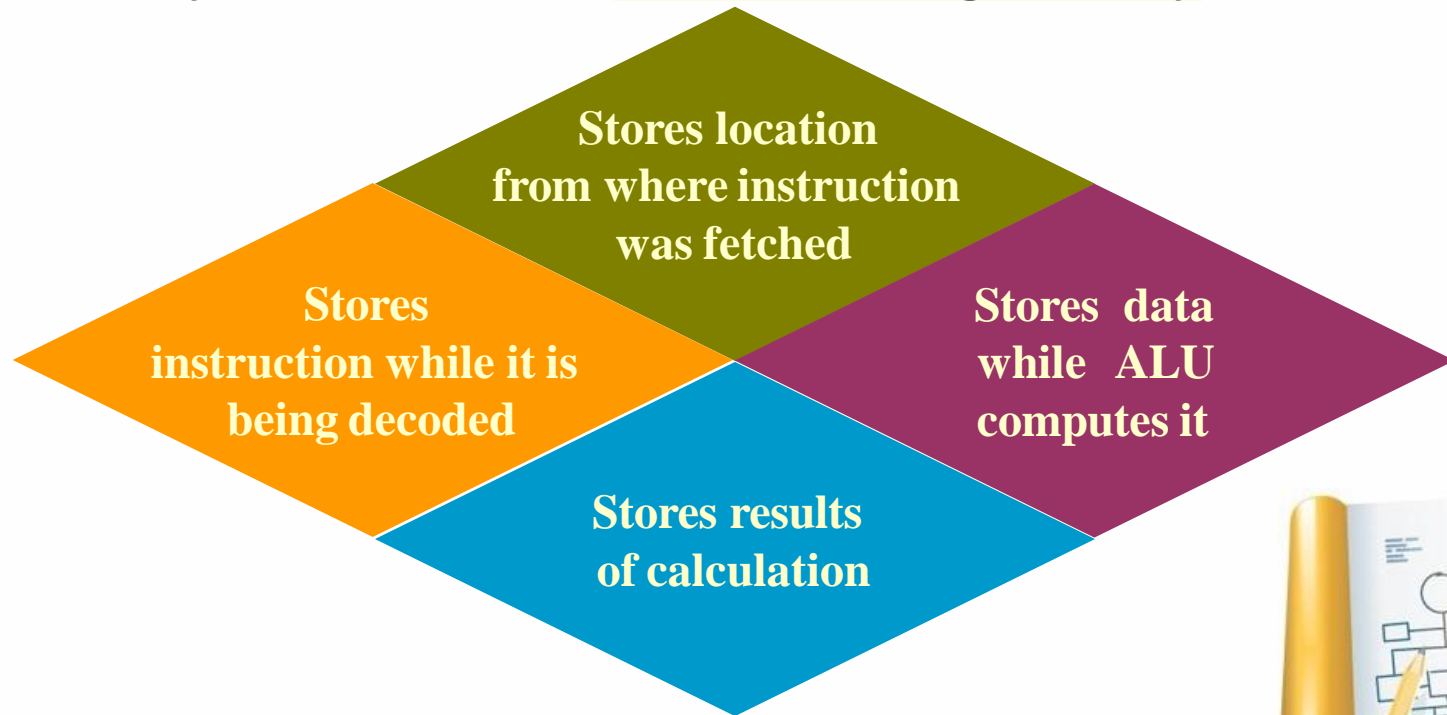 Stores location
from where instruction
was fetched
Stores
instruction while it is
being decoded
Stores data
while ALU
computes it
Stores results
of calculation